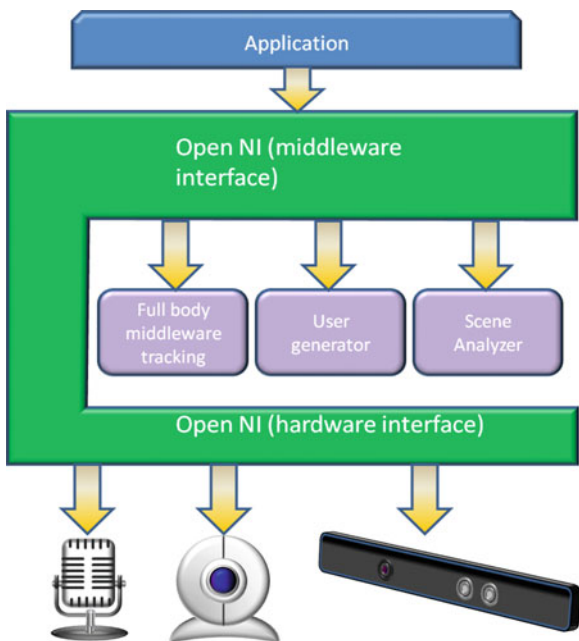 Application
Open NI (middleware
interface)
Full body
middleware
tracking
User
generator
Scene
Analyzer
Open NI (hardware interface)